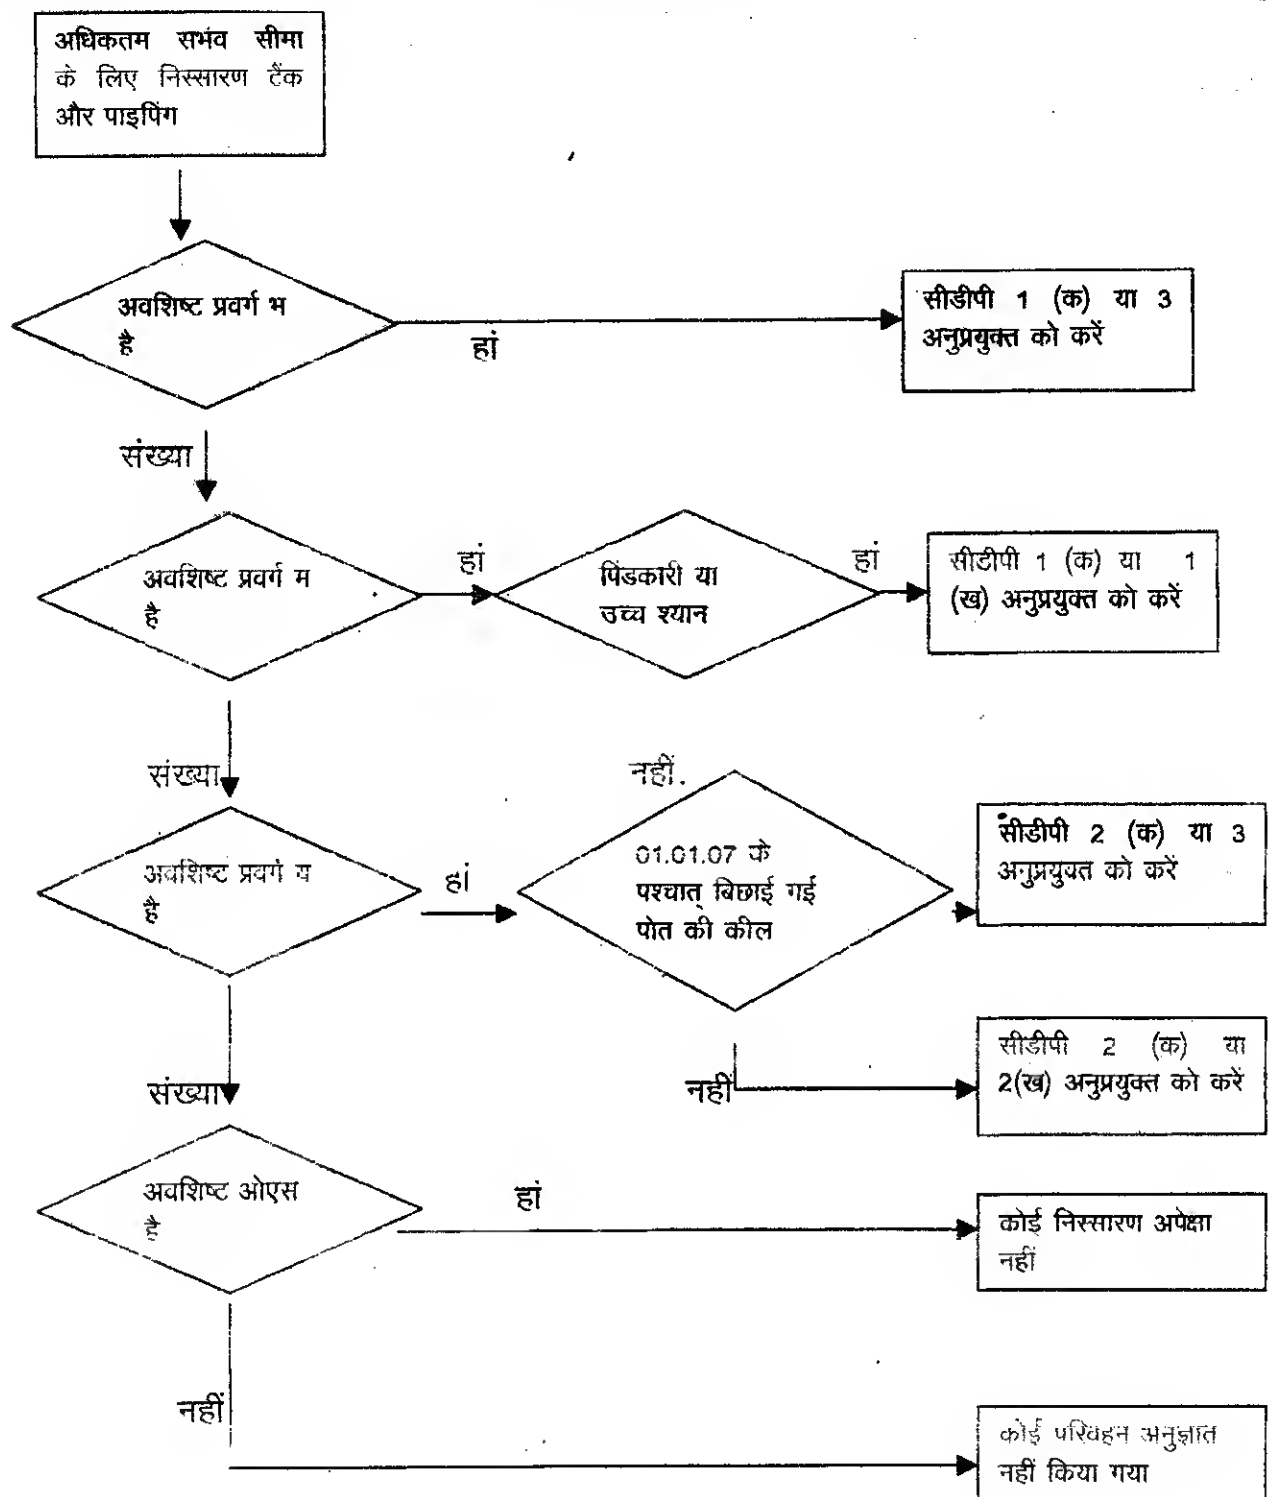 अधिकतम सभंव सीमा
के लिए निस्सारण टैंक
और पाइपिंग
अवशिष्ट प्रवर्ग भ
है
हां
सीडीपी 1 (क) या 3
अनुप्रयुक्त को करें
संख्या
अवशिष्ट प्रवर्ग म
है
हां
पिंडकारी या
उच्च श्यान
हां
सीडीपी 1 (क) या 1
(ख) अनुप्रयुक्त को करें
संख्या
नहीं.
अवशिष्ट प्रवर्ग य
है
हां
01.01.07 के
पश्चात् बिछाई गई
पोत की कील
सीडीपी 2 (क) या 3
अनुप्रयुक्त को करें
संख्या
नहीं
सीडीपी 2 (क) या
2(ख) अनुप्रयुक्त को करें
अवशिष्ट ओएस
है
हां
कोई निस्सारण अपेक्षा
नहीं
नहीं
कोई परिवहन अनुज्ञात
नहीं किया गया